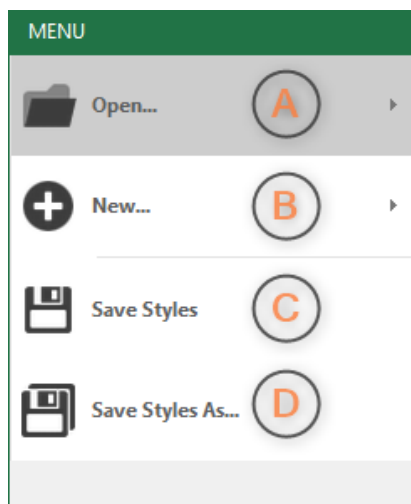 MENU
Open... A
New... B
Save Styles C
Save Styles As... D